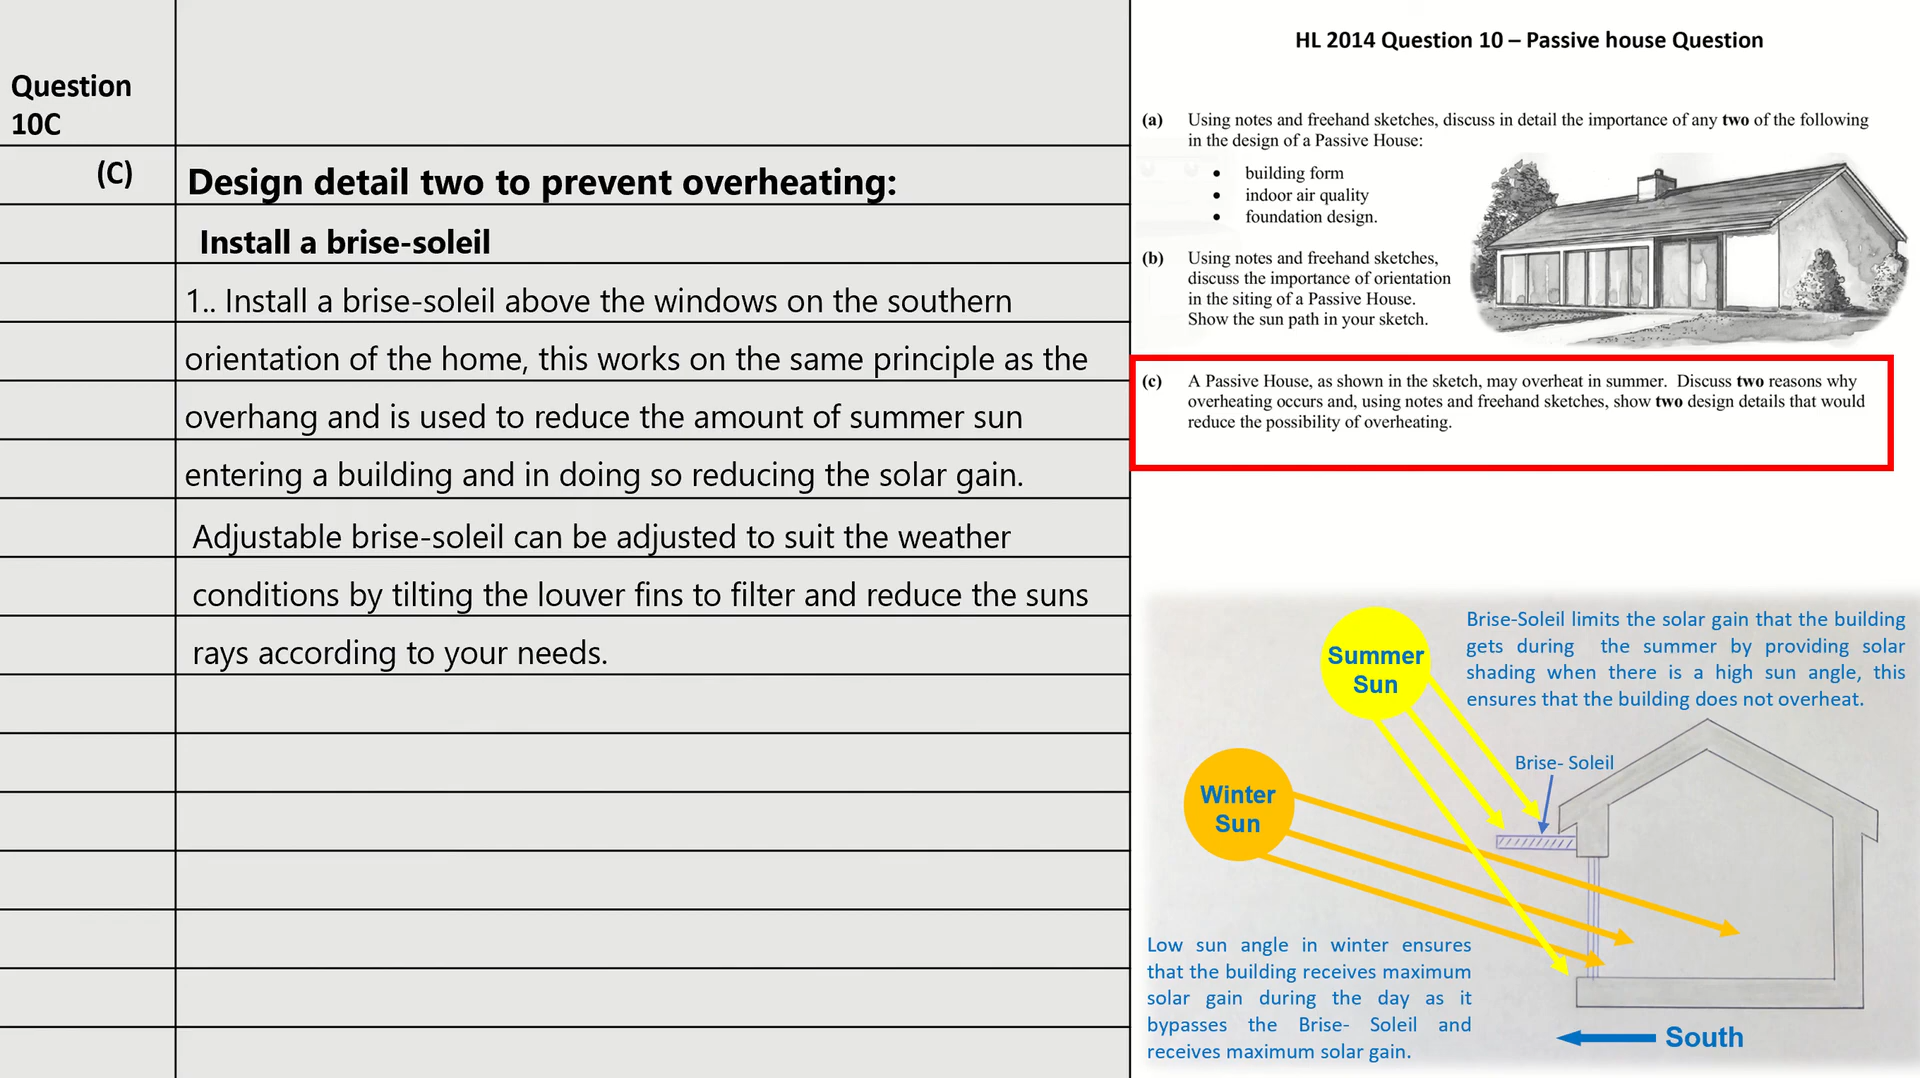 Question
10C
(C)
Design detail two to prevent overheating:
Install a brise-soleil
1.. Install a brise-soleil above the windows on the southern
orientation of the home, this works on the same principle as the
overhang and is used to reduce the amount of summer sun
entering a building and in doing so reducing the solar gain.
Adjustable brise-soleil can be adjusted to suit the weather
conditions by tilting the louver fins to filter and reduce the suns
rays according to your needs.
HL 2014 Question 10 – Passive house Question
(a) Using notes and freehand sketches, discuss in detail the importance of any two of the following
in the design of a Passive House:
• building form
• indoor air quality
• foundation design.
(b) Using notes and freehand sketches,
discuss the importance of orientation
in the siting of a Passive House.
Show the sun path in your sketch.
(c) A Passive House, as shown in the sketch, may overheat in summer. Discuss two reasons why
overheating occurs and, using notes and freehand sketches, show two design details that would
reduce the possibility of overheating.
Brise-Soleil limits the solar gain that the building
gets during the summer by providing solar
shading when there is a high sun angle, this
ensures that the building does not overheat.
Summer
Sun
Brise- Soleil
Winter
Sun
Low sun angle in winter ensures
that the building receives maximum
solar gain during the day as it
bypasses the Brise- Soleil and
receives maximum solar gain.
South